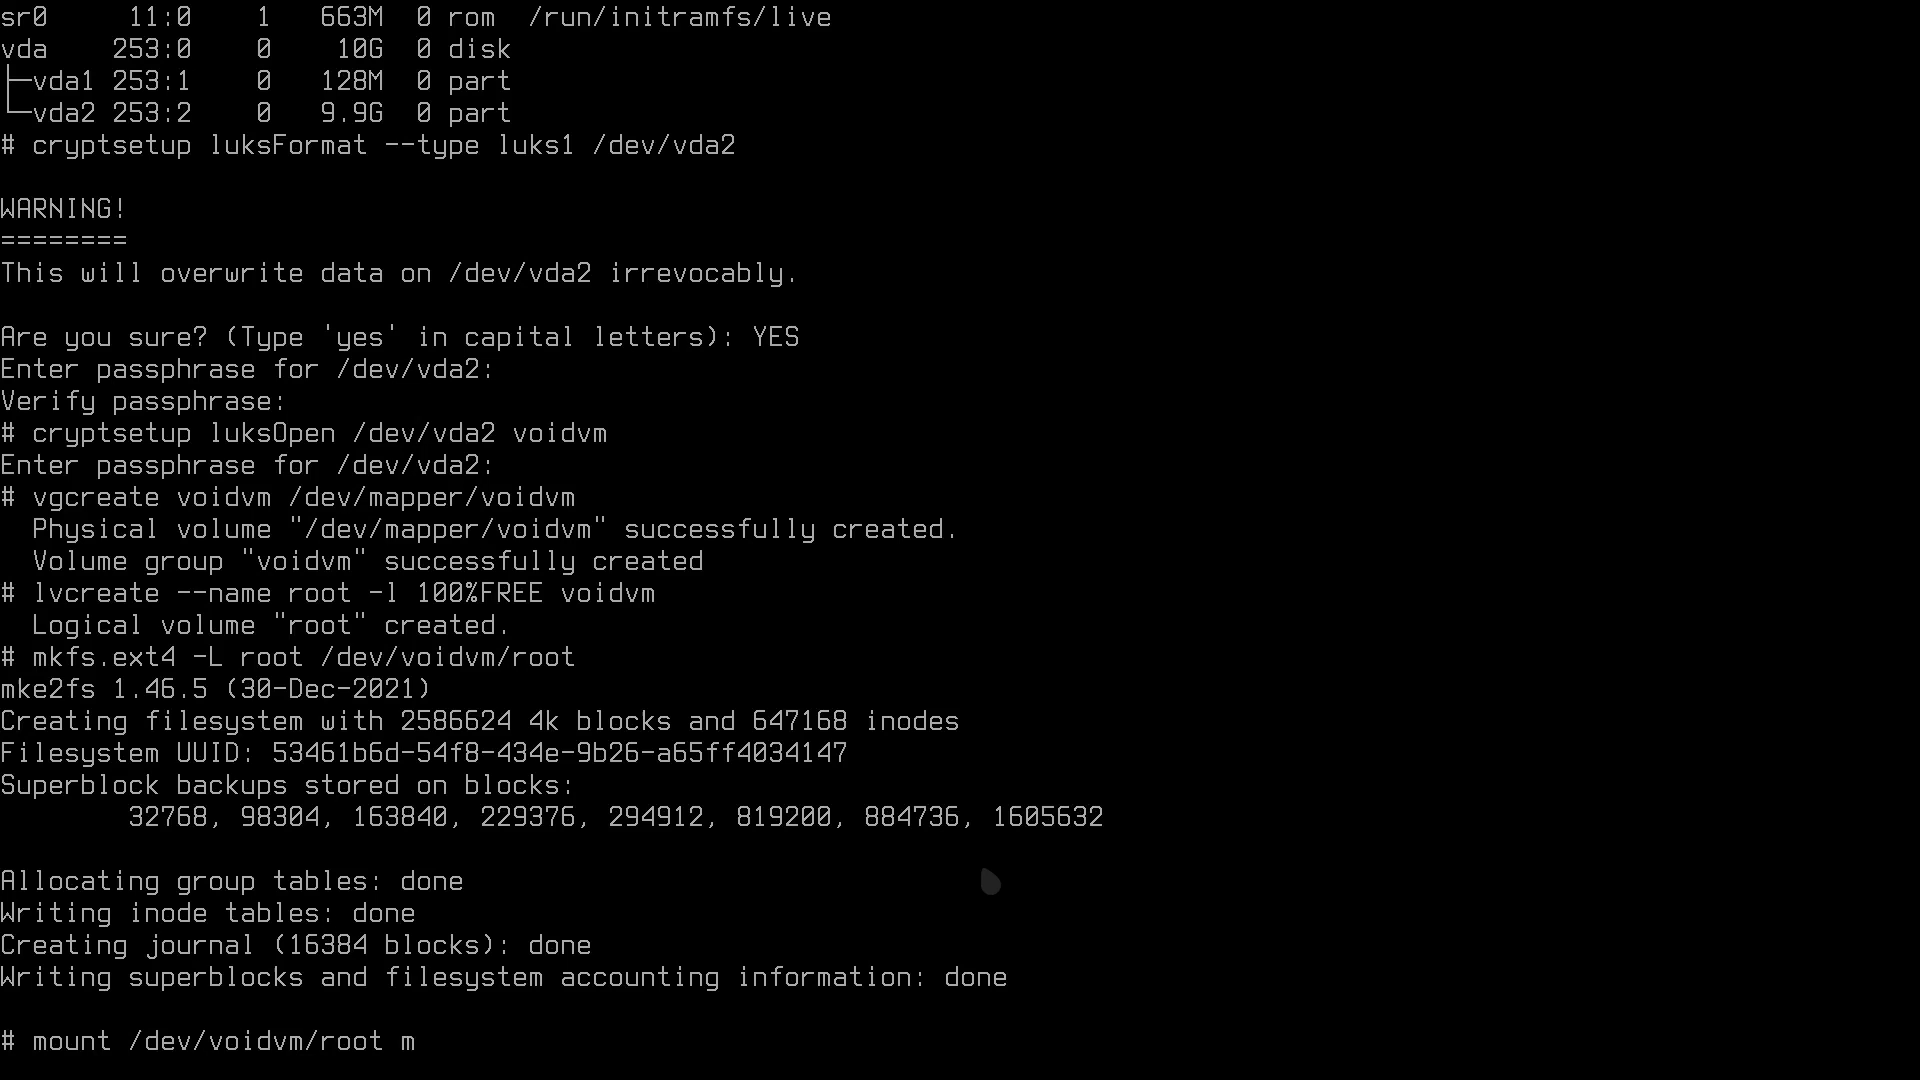 sr0     11:0    1   663M  0 rom  /run/initramfs/live
vda    253:0    0    10G  0 disk
├─vda1 253:1    0   128M  0 part
└─vda2 253:2    0   9.9G  0 part
# cryptsetup luksFormat --type luks1 /dev/vda2
WARNING!
========
This will overwrite data on /dev/vda2 irrevocably.
Are you sure? (Type 'yes' in capital letters): YES
Enter passphrase for /dev/vda2:
Verify passphrase:
# cryptsetup luksOpen /dev/vda2 voidvm
Enter passphrase for /dev/vda2:
# vgcreate voidvm /dev/mapper/voidvm
  Physical volume "/dev/mapper/voidvm" successfully created.
  Volume group "voidvm" successfully created
# lvcreate --name root -l 100%FREE voidvm
  Logical volume "root" created.
# mkfs.ext4 -L root /dev/voidvm/root
mke2fs 1.46.5 (30-Dec-2021)
Creating filesystem with 2586624 4k blocks and 647168 inodes
Filesystem UUID: 53461b6d-54f8-434e-9b26-a65ff4034147
Superblock backups stored on blocks:
        32768, 98304, 163840, 229376, 294912, 819200, 884736, 1605632
Allocating group tables: done
Writing inode tables: done
Creating journal (16384 blocks): done
Writing superblocks and filesystem accounting information: done
# mount /dev/voidvm/root m